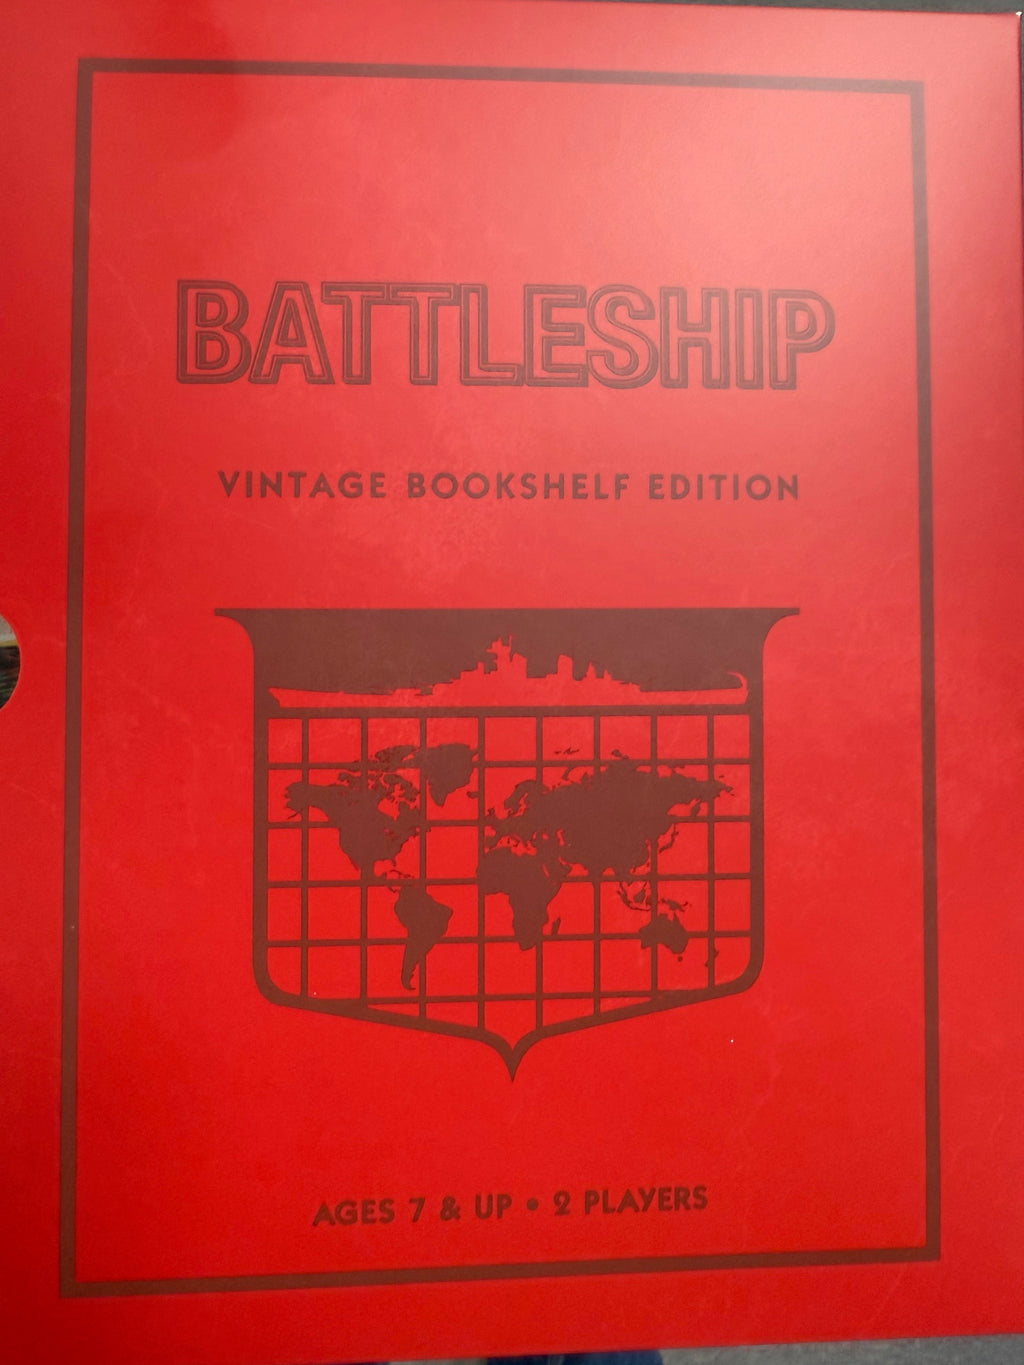 BATTLESHIP
VINTAGE BOOKSHELF EDITION
AGES 7 & UP • 2 PLAYERS